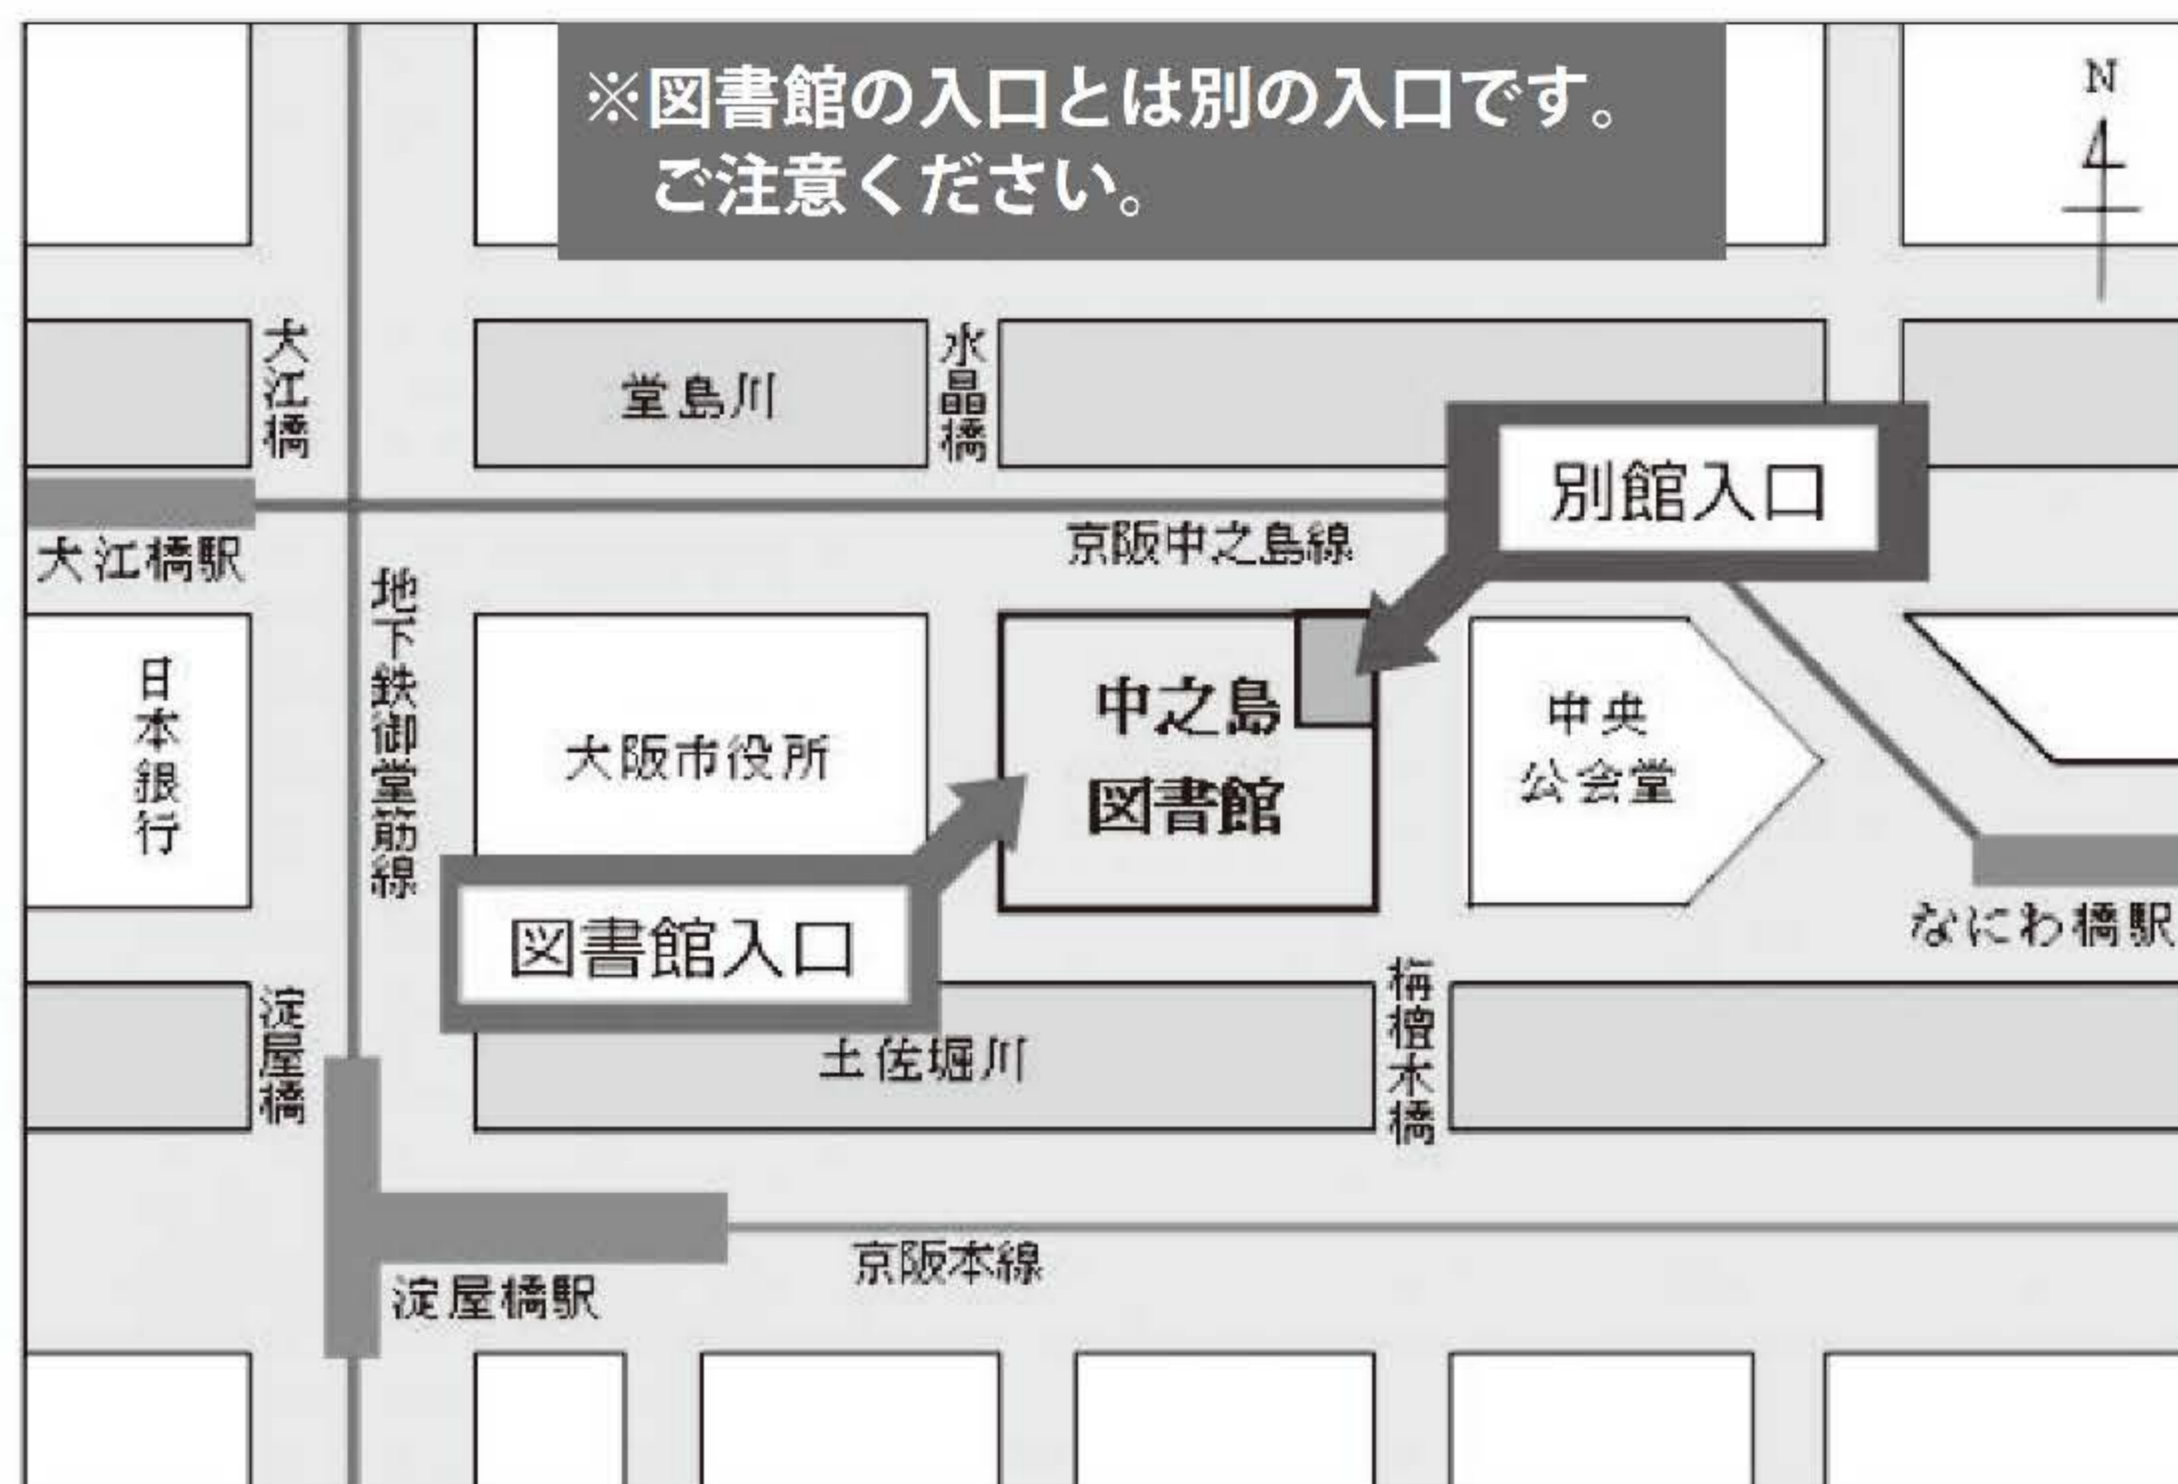 ※図書館の入口とは別の入口です。
ご注意ください。
N
大江橋
堂島川
水晶橋
別館入口
大江橋駅
京阪中之島線
地下鉄御堂筋線
日本銀行
大阪市役所
中之島
図書館
中央
公会堂
図書館入口
なにわ橋駅
淀屋橋
土佐堀川
栴檀木橋
京阪本線
淀屋橋駅